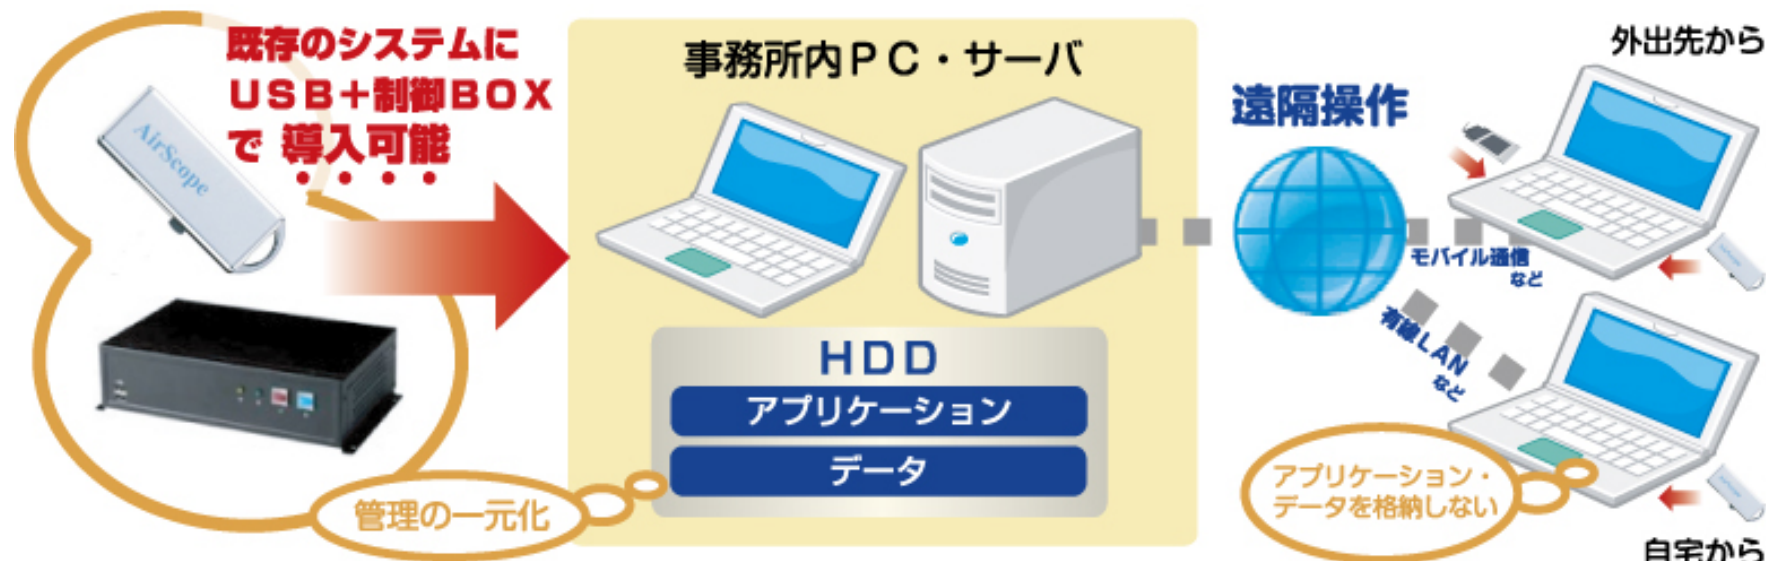 既存のシステムに
USB＋制御BOX
で 導入可能
AirScope
事務所内ＰＣ・サーバ
HDD
アプリケーション
データ
管理の一元化
遠隔操作
外出先から
モバイル通信
など
有線LAN
など
アプリケーション・
データを格納しない
自宅から